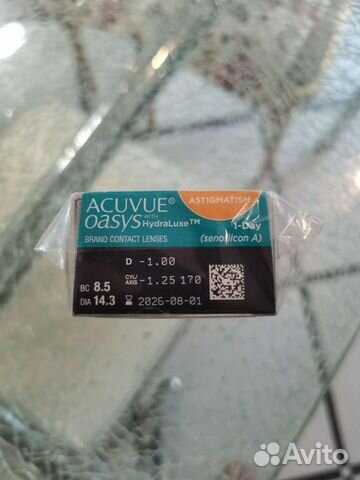 ACUVUE® ASTIGMATISM
oasys WITH HydraLuxe™ 1-Day
BRAND CONTACT LENSES (senofilcon A)
D -1.00
CYL/AXIS -1.25 170
BC 8.5
DIA 14.3 2026-08-01
Avito